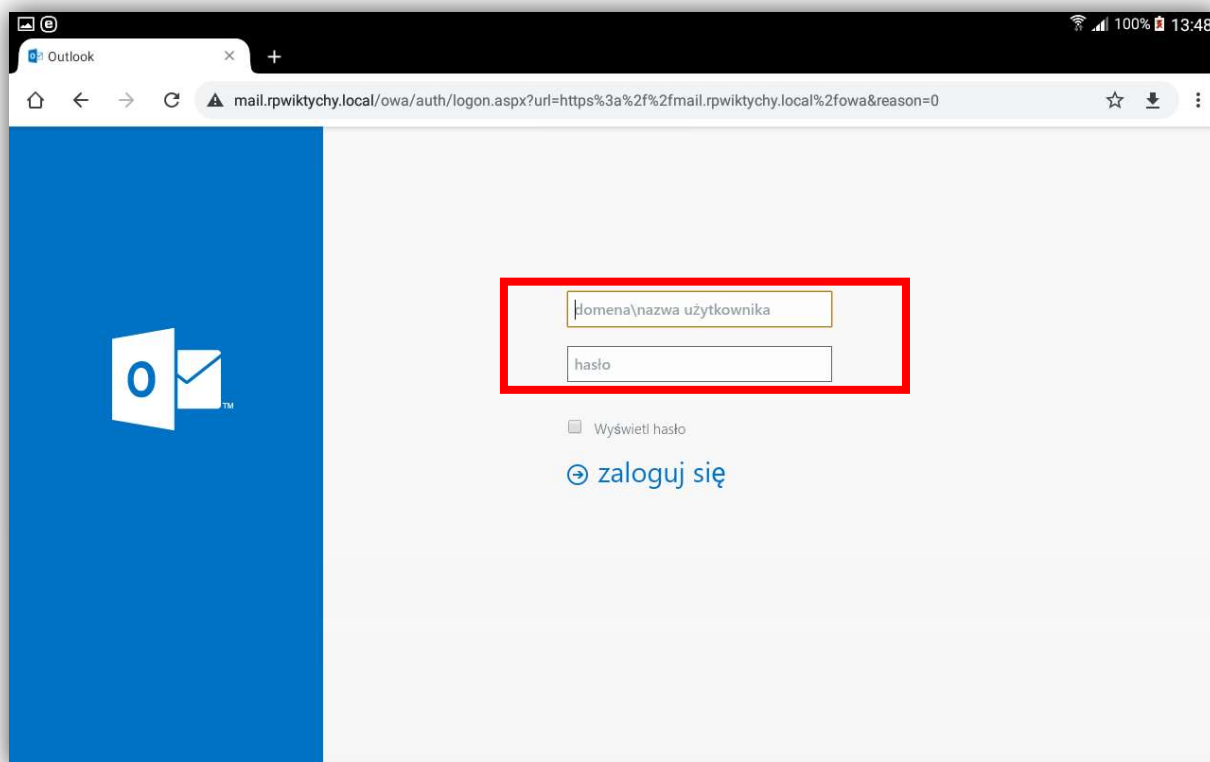 100% 13:48
Outlook
mail.rpwiktychy.local/owa/auth/logon.aspx?url=https%3a%2f%2fmail.rpwiktychy.local%2fowa&reason=0
domena\nazwa użytkownika
hasło
O
TM
Wyświetl hasło
zaloguj się